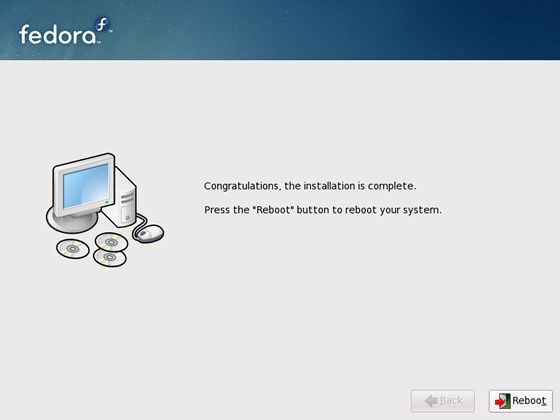 fedora
Congratulations, the installation is complete.
Press the "Reboot" button to reboot your system.
Back
Reboot